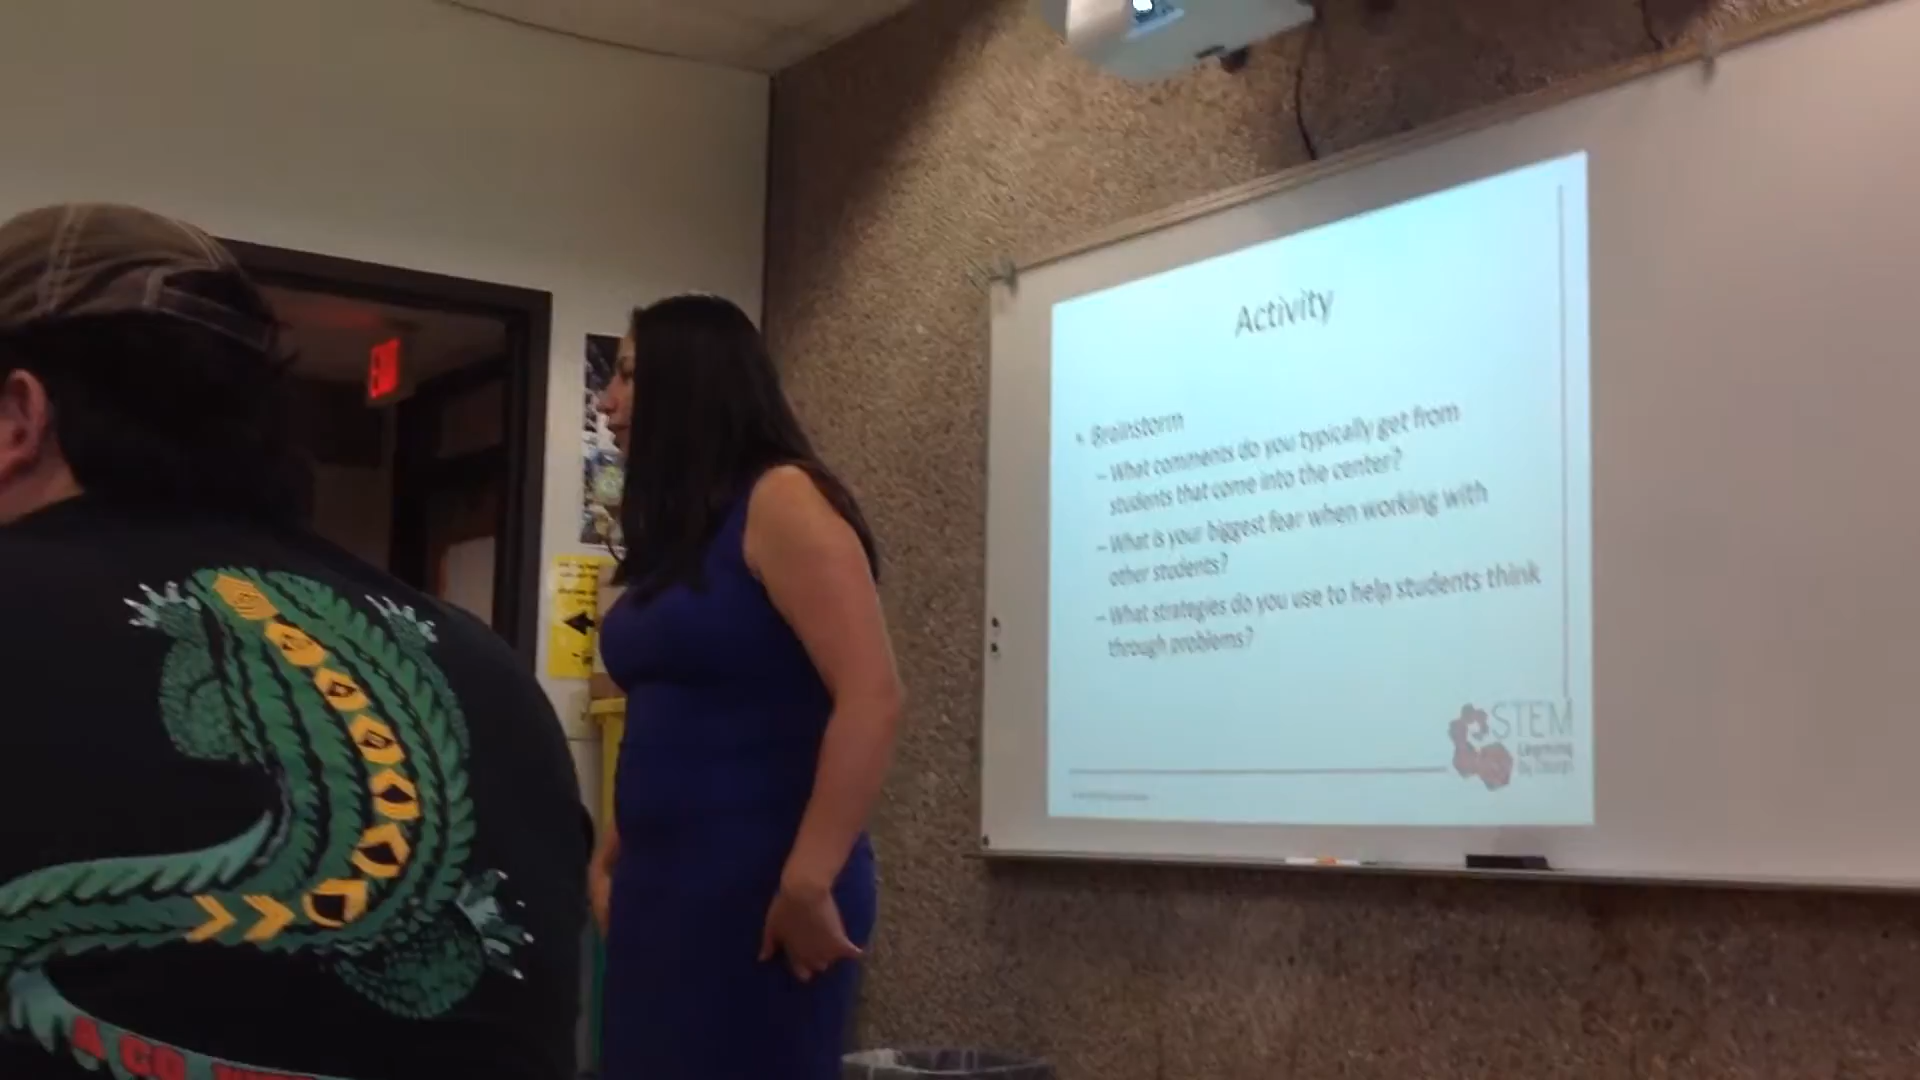 Activity
• Brainstorm
– What comments do you typically get from
students that come into the center?
– What is your biggest fear when working with
other students?
– What strategies do you use to help students think
through problems?
STEM
Learning
by Design
A CO